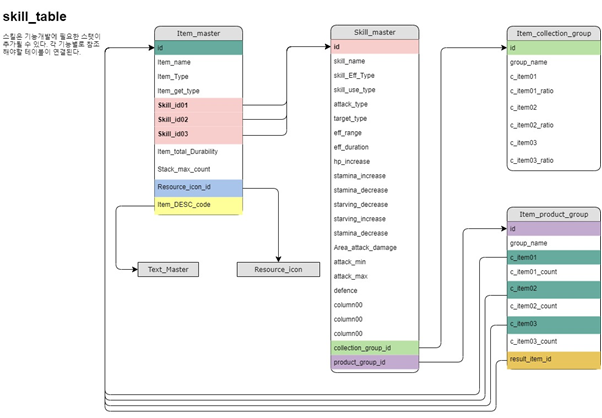 skill_table
스킬은 기능개발에 필요한 스탯이
추가될 수 있다. 각 기능별로 참조
해야할 테이블이 연결된다.
Item_master
id
Item_name
Item_Type
Item_get_type
Skill_id01
Skill_id02
Skill_id03
Item_total_Durability
Stack_max_count
Resource_icon_id
Item_DESC_code
Text_Master
Resource_icon
Skill_master
id
skill_name
skill_Eff_Type
skill_use_type
attack_type
target_type
eff_range
eff_duration
hp_increase
stamina_increase
stamina_decrease
starving_decrease
starving_increase
stamina_decrease
Area_attack_damage
attack_min
attack_max
defence
column00
column00
column00
collection_group_id
product_group_id
Item_collection_group
id
group_name
c_item01
c_item01_ratio
c_item02
c_item02_ratio
c_item03
c_item03_ratio
Item_product_group
id
group_name
c_item01
c_item01_count
c_item02
c_item02_count
c_item03
c_item03_count
result_item_id